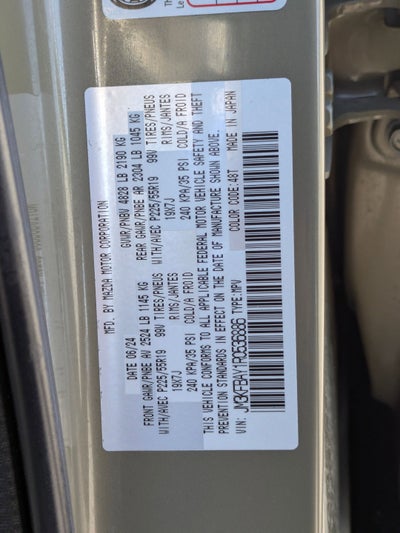 MFD. BY MAZDA MOTOR CORPORATION
DATE 06/24 GVWR/PNBV 4828 LB 2190 KG
FRONT GAWR/PNBE AV 2524 LB 1145 KG REAR GAWR/PNBE AR 2304 LB 1045 KG
WITH/AVEC P225/55R19 99V TIRES/PNEUS WITH/AVEC P225/55R19 99V TIRES/PNEUS
19X7J RIMS/JANTES 19X7J RIMS/JANTES
240 KPA/35 PSI COLD/A FROID 240 KPA/35 PSI COLD/A FROID
THIS VEHICLE CONFORMS TO ALL APPLICABLE FEDERAL MOTOR VEHICLE SAFETY AND THEFT
PREVENTION STANDARDS IN EFFECT ON THE DATE OF MANUFACTURE SHOWN ABOVE.
VIN: JM3KFBAY1R0536886 TYPE:MPV COLOR CODE:48T MADE IN JAPAN
TH
Le